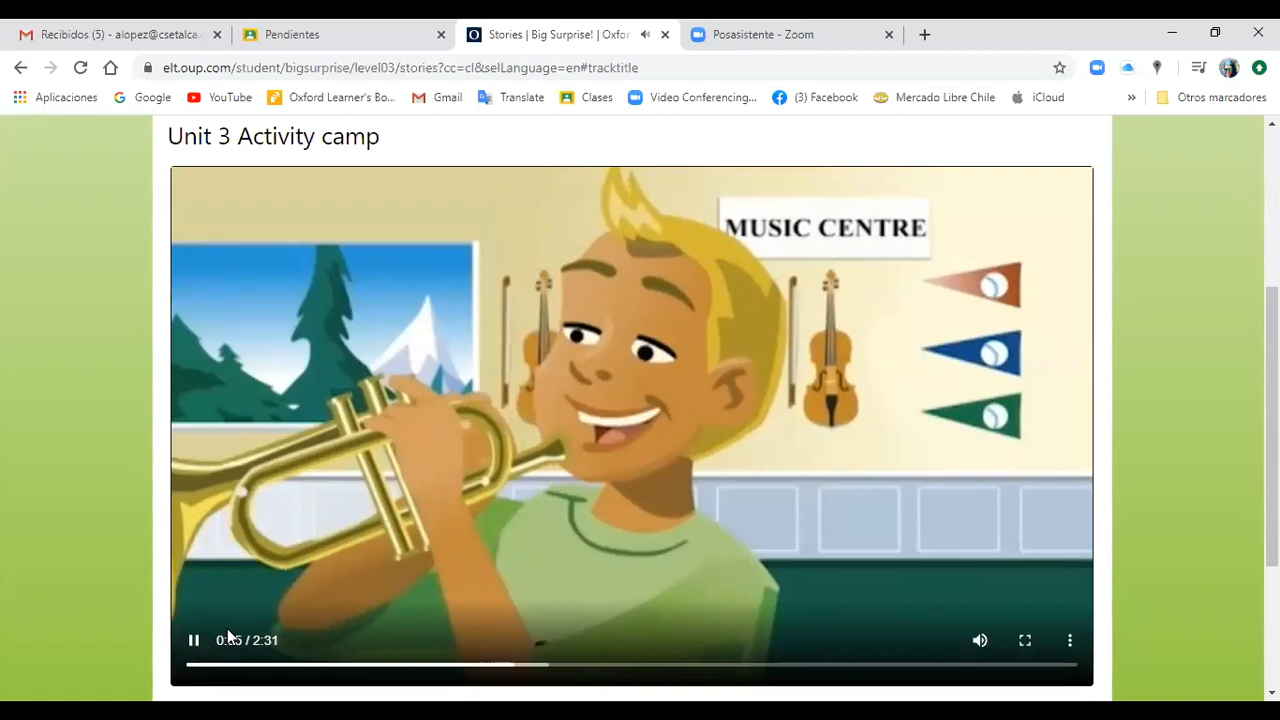 Recibidos (5) - alopez@csetalca.
Pendientes
Stories | Big Surprise! | Oxfor
Posasistente - Zoom
elt.oup.com/student/bigsurprise/level03/stories?cc=cl&selLanguage=en#tracktitle
Aplicaciones
Google
YouTube
Oxford Learner's Bo...
Gmail
Translate
Clases
Video Conferencing...
(3) Facebook
Mercado Libre Chile
iCloud
»
Otros marcadores
Unit 3 Activity camp
MUSIC CENTRE
/ 2:31